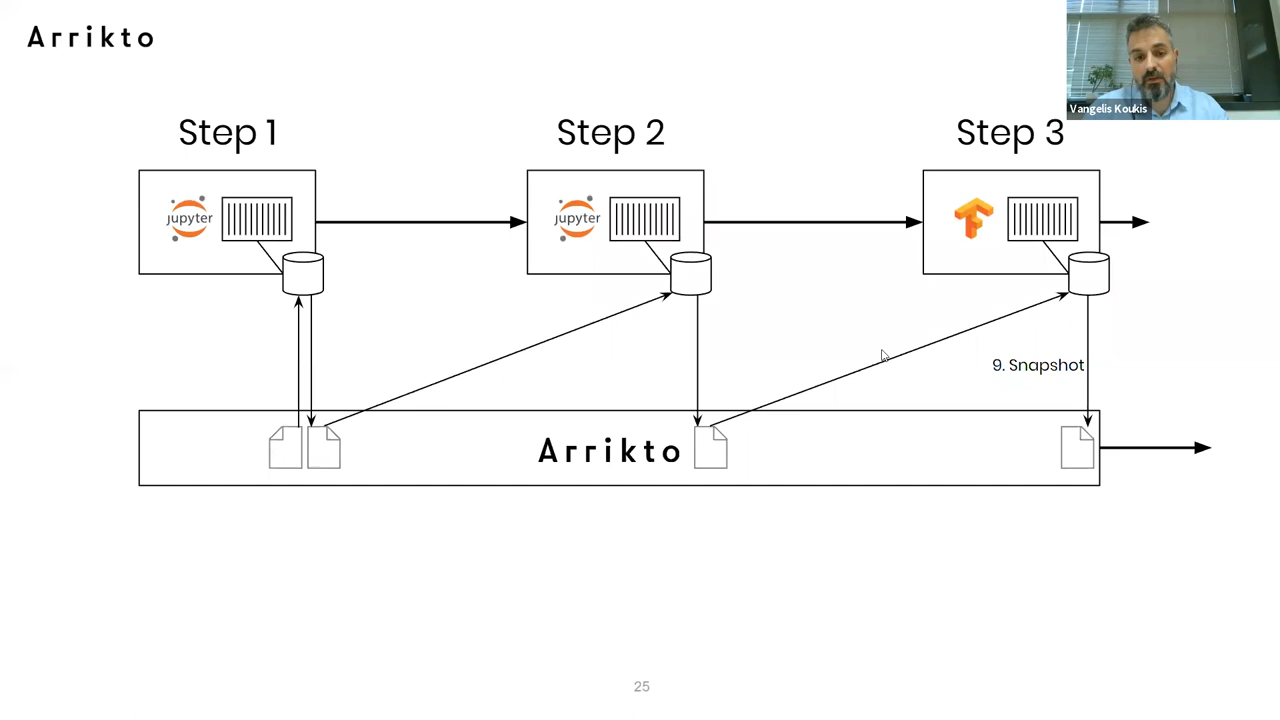 Arrikto
Vangelis Koukis
Step 1
Step 2
Step 3
jupyter
jupyter
9. Snapshot
Arrikto
25